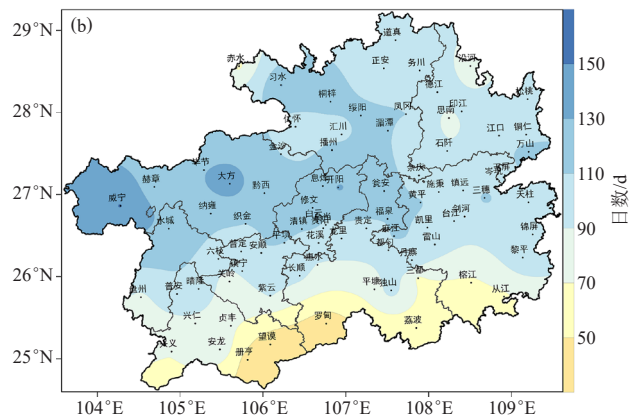 (b)
29°N
28°N
27°N
26°N
25°N
104°E
105°E
106°E
107°E
108°E
109°E
150
130
110
90
70
50
日数/d
道真
正安
务川
沿河
赤水
习水
桐梓
德江
松桃
绥阳
凤冈
思南
印江
仁怀
汇川
湄潭
江口
铜仁
播州
石阡
万山
金沙
毕节
余庆
岑巩
赫章
大方
黔西
息烽
开阳
瓮安
施秉
镇远
三穗
天柱
威宁
黄平
纳雍
修文
织金
水城
清镇
福泉
台江
剑河
贵定
凯里
锦屏
花溪
龙里
麻江
雷山
平坝
普定
安顺
都匀
丹寨
黎平
六枝
镇宁
惠水
长顺
三都
榕江
从江
关岭
盘州
普安
晴隆
紫云
平塘
独山
兴仁
贞丰
罗甸
荔波
兴义
安龙
望谟
册亨